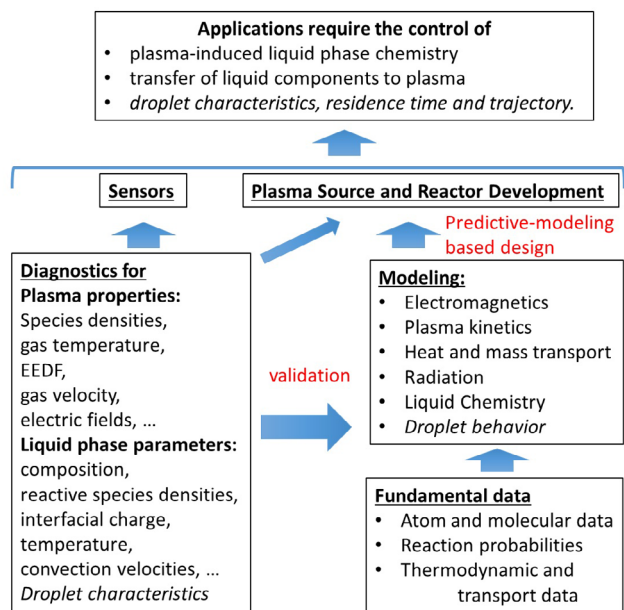 Applications require the control of
• plasma-induced liquid phase chemistry
• transfer of liquid components to plasma
• droplet characteristics, residence time and trajectory.
Sensors
Plasma Source and Reactor Development
Predictive-modeling
based design
Diagnostics for
Plasma properties:
Species densities,
gas temperature,
EEDF,
gas velocity,
electric fields, ...
Liquid phase parameters:
composition,
reactive species densities,
interfacial charge,
temperature,
convection velocities, ...
Droplet characteristics
validation
Modeling:
• Electromagnetics
• Plasma kinetics
• Heat and mass transport
• Radiation
• Liquid Chemistry
• Droplet behavior
Fundamental data
• Atom and molecular data
• Reaction probabilities
• Thermodynamic and
transport data